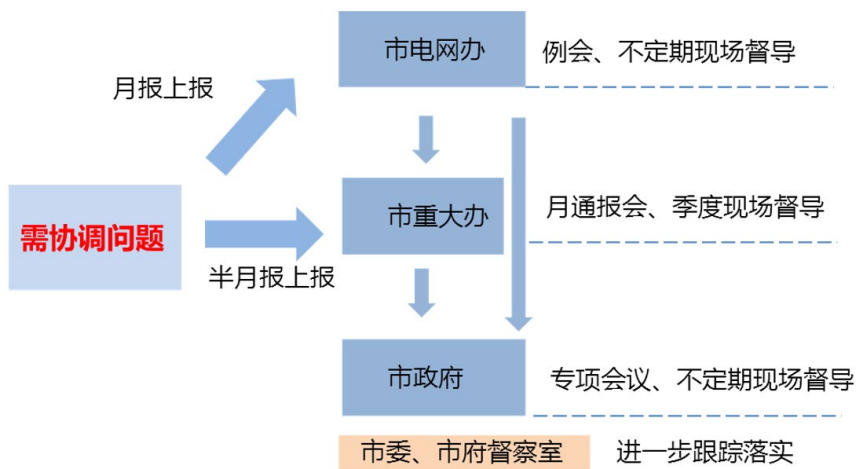 市电网办
例会、不定期现场督导
月报上报
需协调问题
市重大办
月通报会、季度现场督导
半月报上报
市政府
专项会议、不定期现场督导
市委、市府督察室
进一步跟踪落实